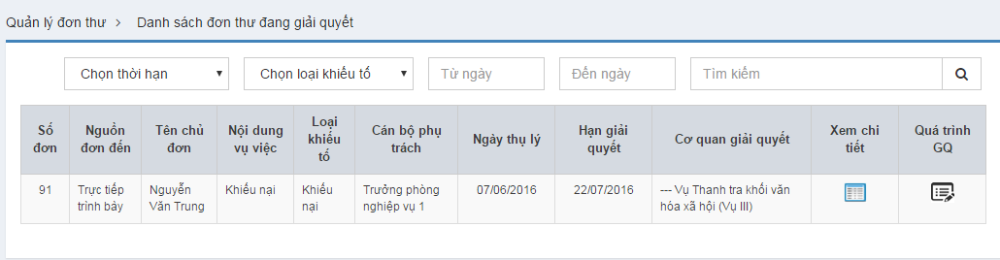 Quản lý đơn thư > Danh sách đơn thư đang giải quyết
Chọn thời hạn Chọn loại khiếu tố Từ ngày Đến ngày Tìm kiếm
Số đơn
Nguồn đơn đến
Tên chủ đơn
Nội dung vụ việc
Loại khiếu tố
Cán bộ phụ trách
Ngày thụ lý
Hạn giải quyết
Cơ quan giải quyết
Xem chi tiết
Quá trình GQ
91
Trực tiếp trình bày
Nguyễn Văn Trung
Khiếu nại
Khiếu nại
Trưởng phòng nghiệp vụ 1
07/06/2016
22/07/2016
--- Vụ Thanh tra khối văn hóa xã hội (Vụ III)